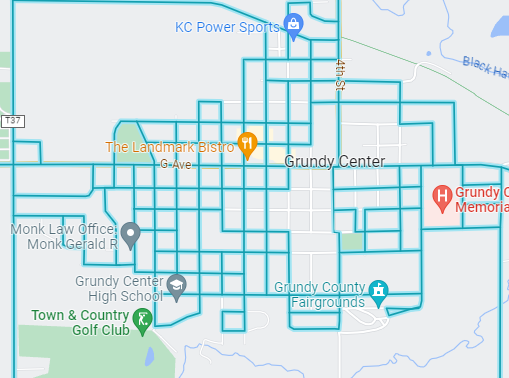 KC Power Sports
4th St
Black Ha
T37
The Landmark Bistro
G Ave
Grundy Center
Grundy C
Memoria
Monk Law Office:
Monk Gerald R
Grundy Center
High School
Grundy County
Fairgrounds
Town & Country
Golf Club